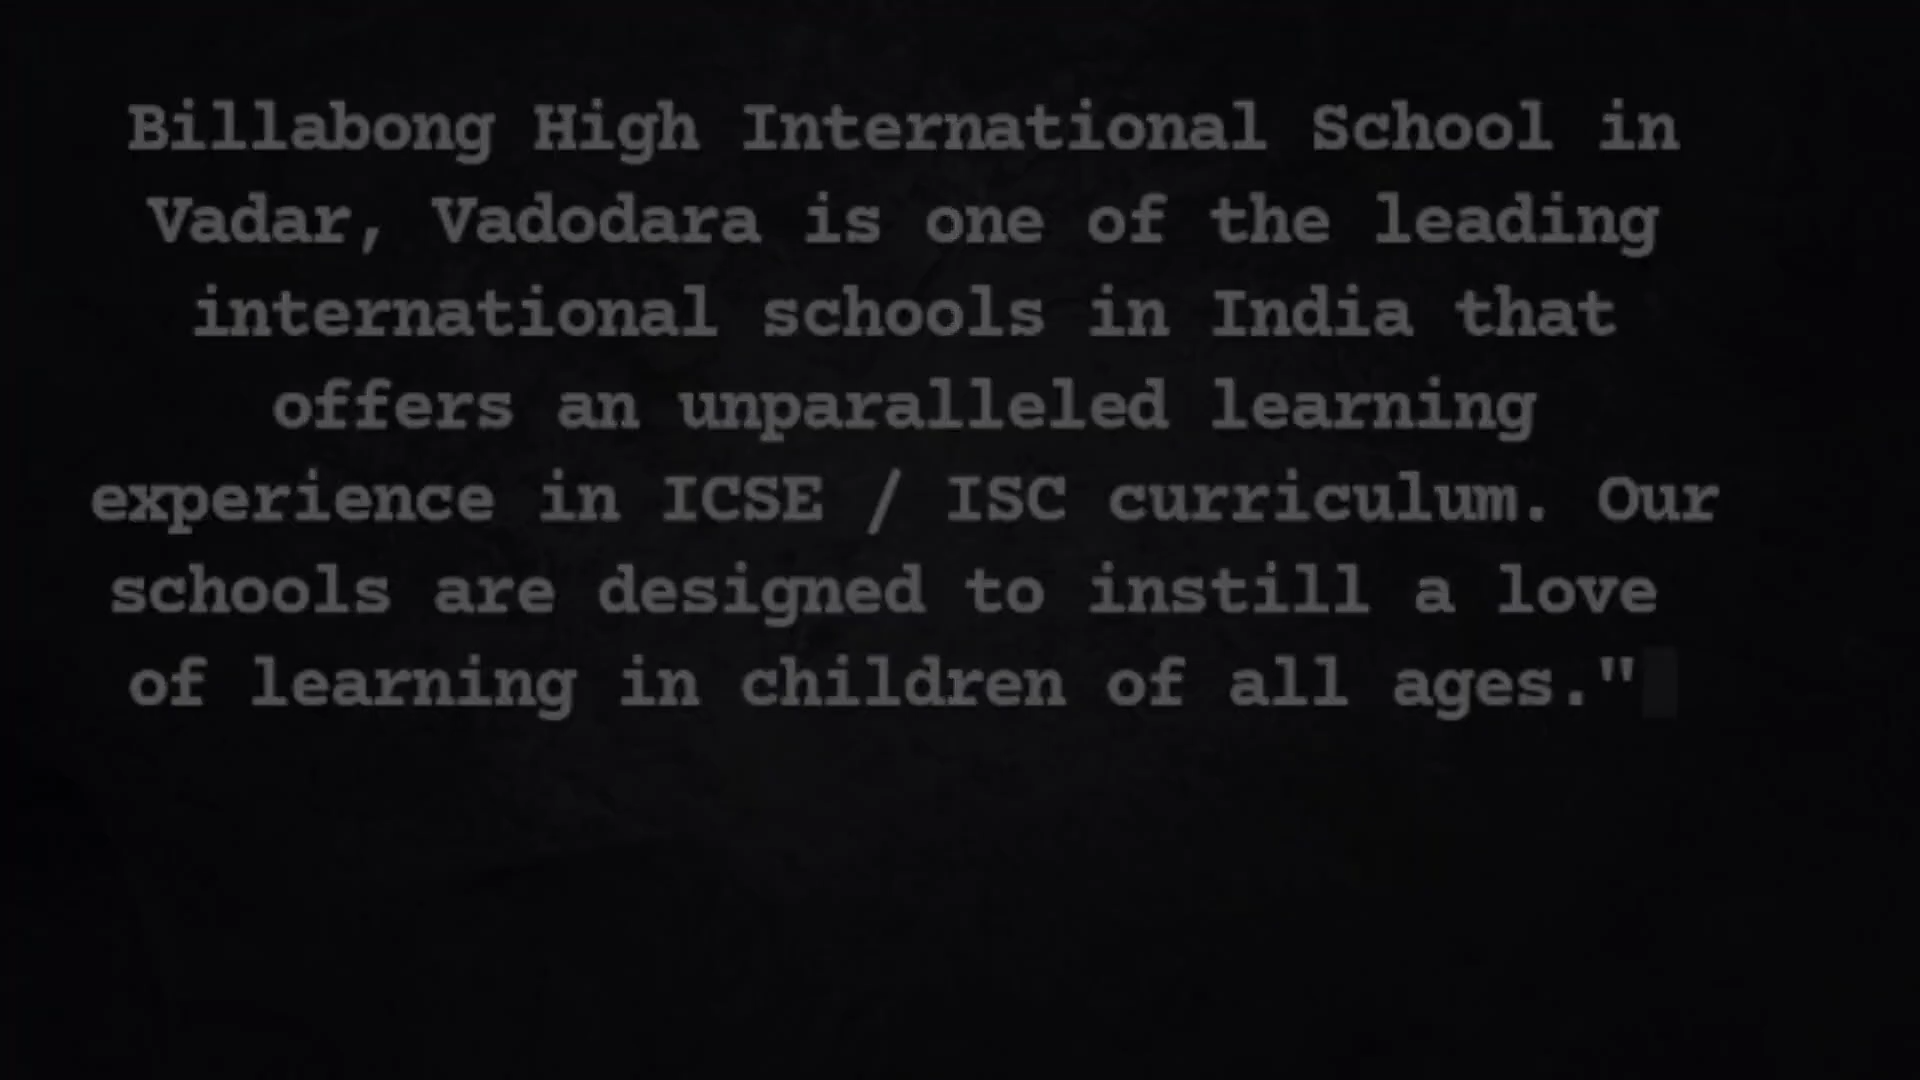 Billabong High International School in
Vadar, Vadodara is one of the leading
international schools in India that
offers an unparalleled learning
experience in ICSE / ISC curriculum. Our
schools are designed to instill a love
of learning in children of all ages."